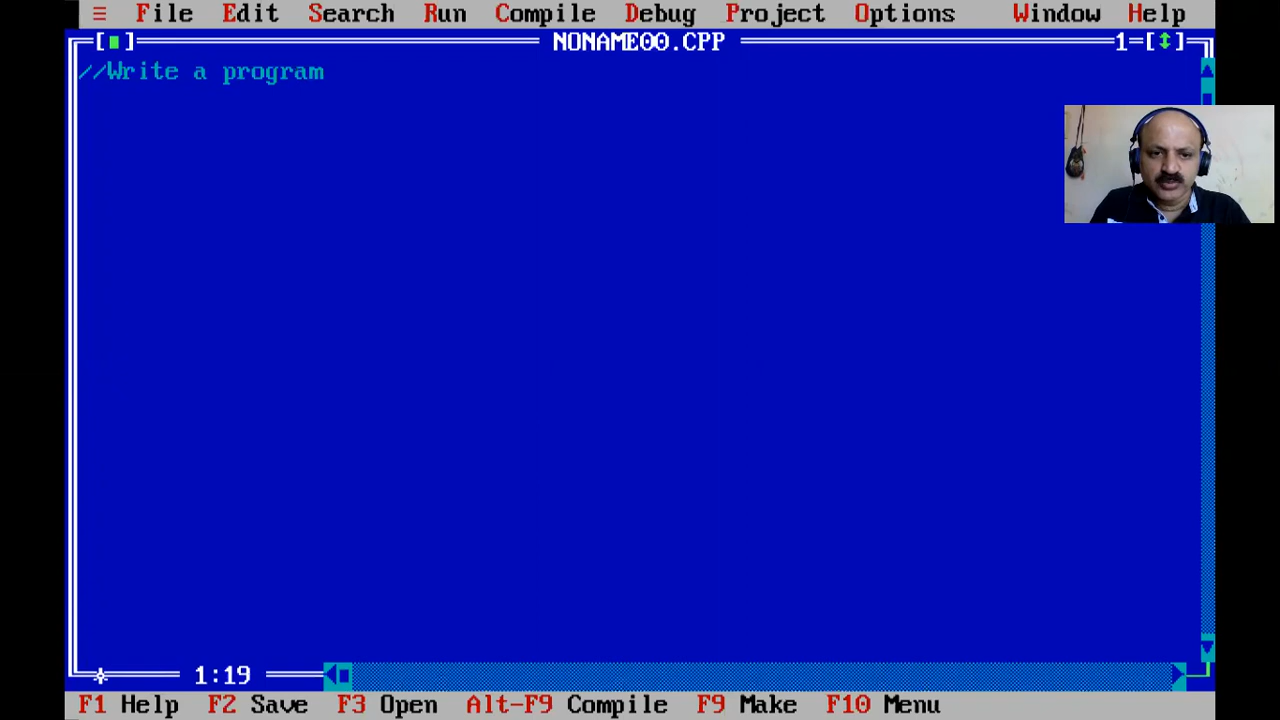 ≡ File Edit Search Run Compile Debug Project Options Window Help
[■] NONAME00.CPP 1=[↕]
//Write a program
1:19
F1 Help F2 Save F3 Open Alt-F9 Compile F9 Make F10 Menu